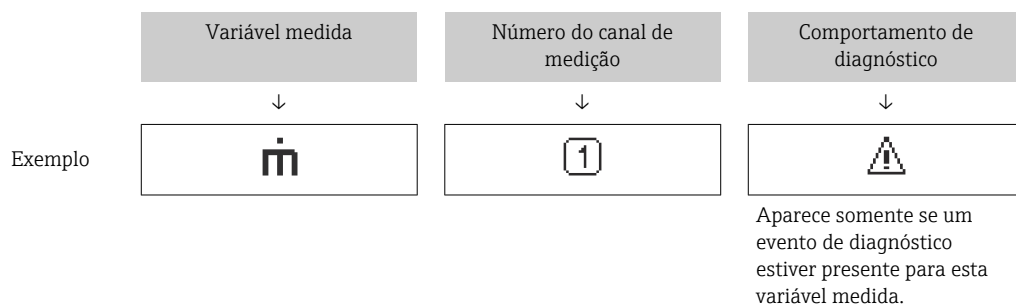 Variável medida
Número do canal de
medição
Comportamento de
diagnóstico
↓ ↓ ↓
Exemplo
ṁ
1
Aparece somente se um
evento de diagnóstico
estiver presente para esta
variável medida.